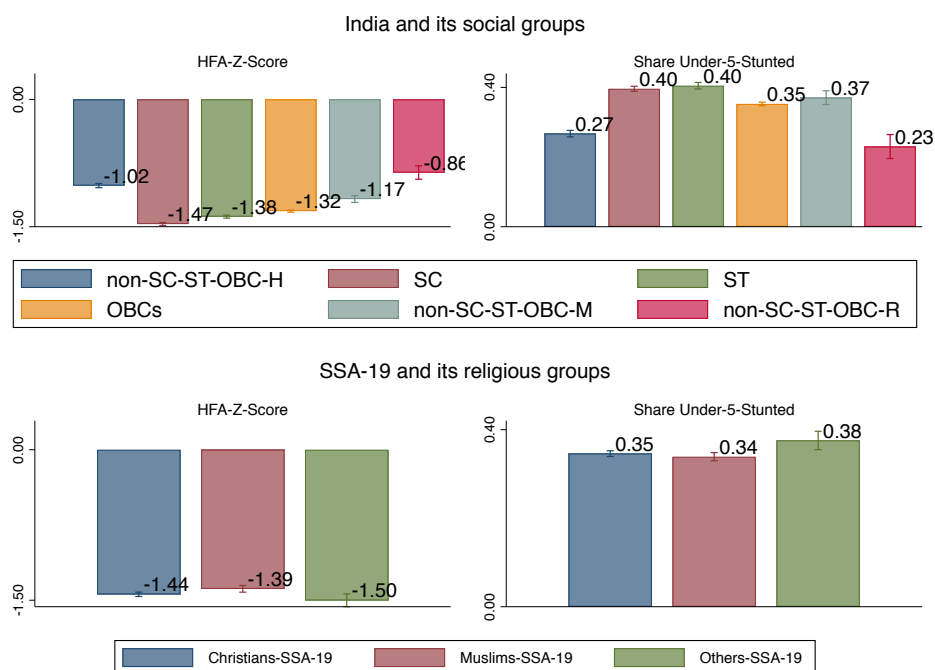 India and its social groups
HFA-Z-Score
Share Under-5-Stunted
0.00
-1.50
-1.02
-1.47
-1.38
-1.32
-1.17
-0.86
0.40
0.00
0.27
0.40
0.40
0.35
0.37
0.23
non-SC-ST-OBC-H
SC
ST
OBCs
non-SC-ST-OBC-M
non-SC-ST-OBC-R
SSA-19 and its religious groups
HFA-Z-Score
Share Under-5-Stunted
0.00
-1.50
-1.44
-1.39
-1.50
0.40
0.00
0.35
0.34
0.38
Christians-SSA-19
Muslims-SSA-19
Others-SSA-19